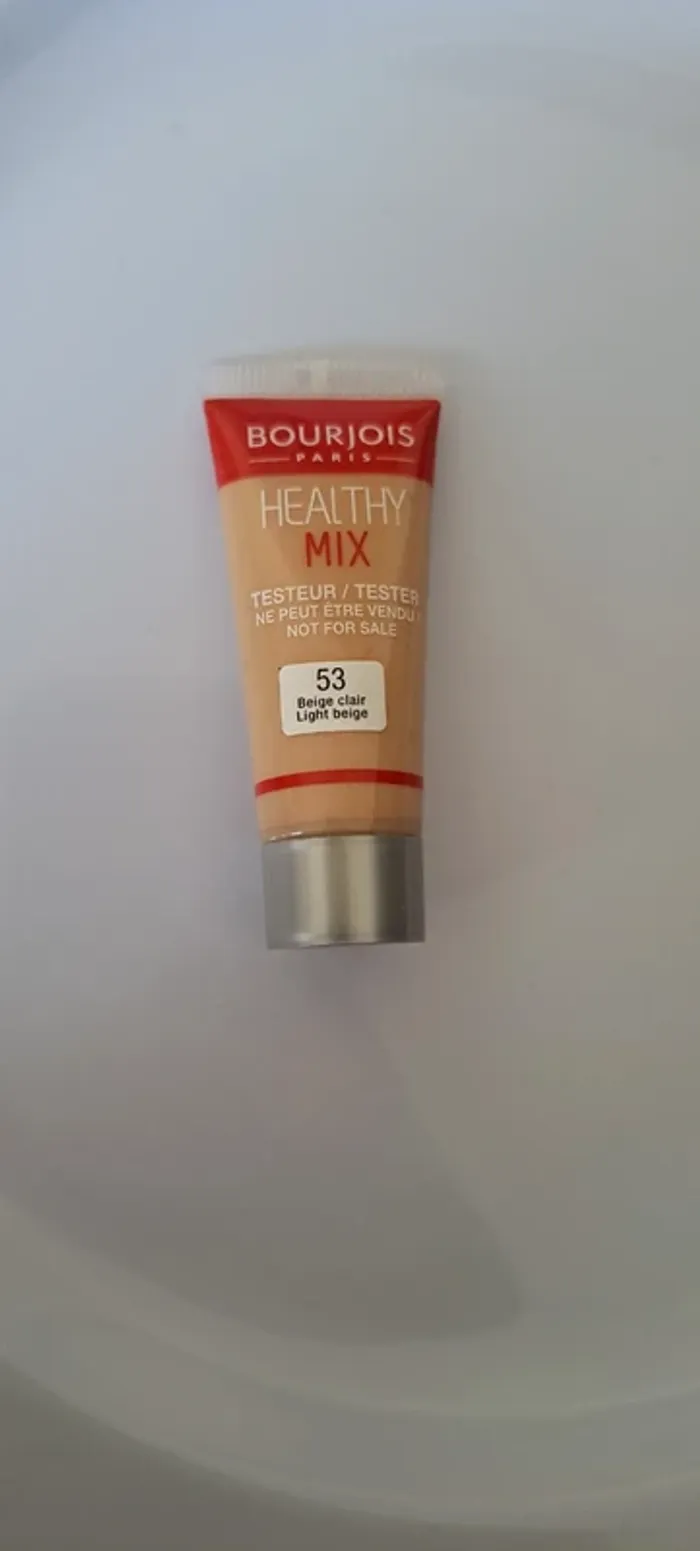 BOURJOIS
PARIS
HEALTHY
MIX
TESTEUR / TESTER
NE PEUT ÊTRE VENDU
NOT FOR SALE
53
Beige clair
Light beige